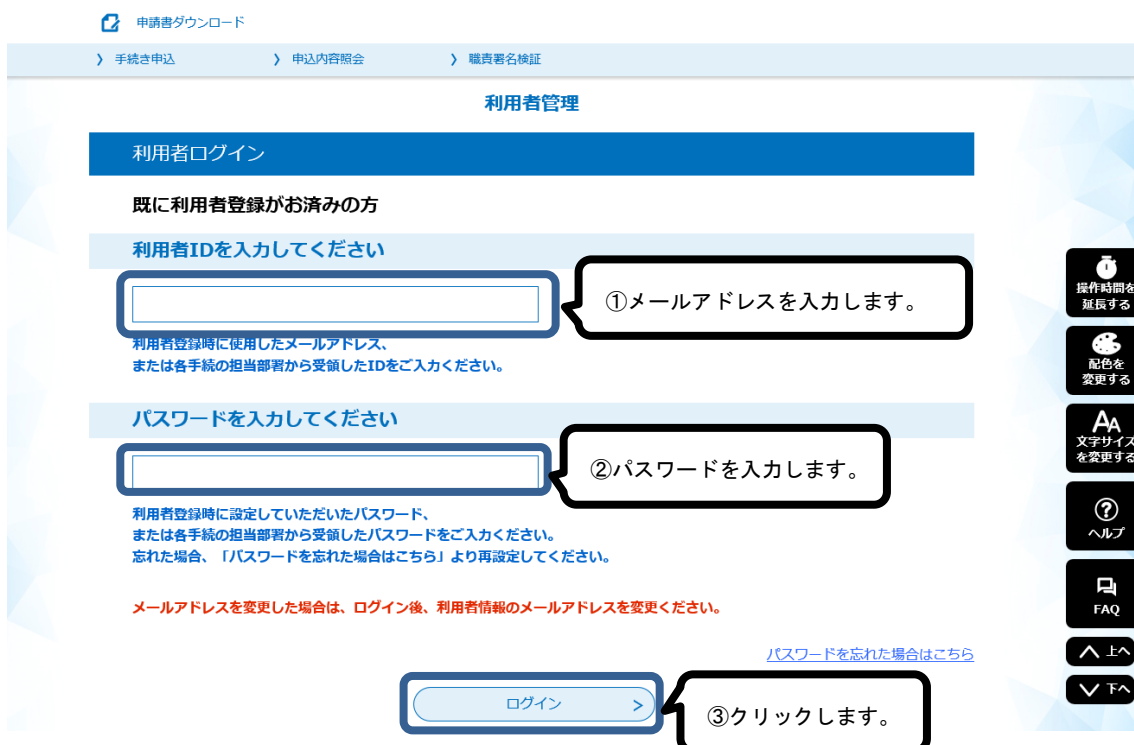 申請書ダウンロード
手続き申込
申込内容照会
職責署名検証
利用者管理
利用者ログイン
既に利用者登録がお済みの方
利用者IDを入力してください
①メールアドレスを入力します。
利用者登録時に使用したメールアドレス、
または各手続の担当部署から受領したIDをご入力ください。
パスワードを入力してください
②パスワードを入力します。
利用者登録時に設定していただいたパスワード、
または各手続の担当部署から受領したパスワードをご入力ください。
忘れた場合、「パスワードを忘れた場合はこちら」より再設定してください。
メールアドレスを変更した場合は、ログイン後、利用者情報のメールアドレスを変更ください。
パスワードを忘れた場合はこちら
ログイン
③クリックします。
操作時間を
延長する
配色を
変更する
AA
文字サイズ
を変更する
ヘルプ
FAQ
上へ
下へ